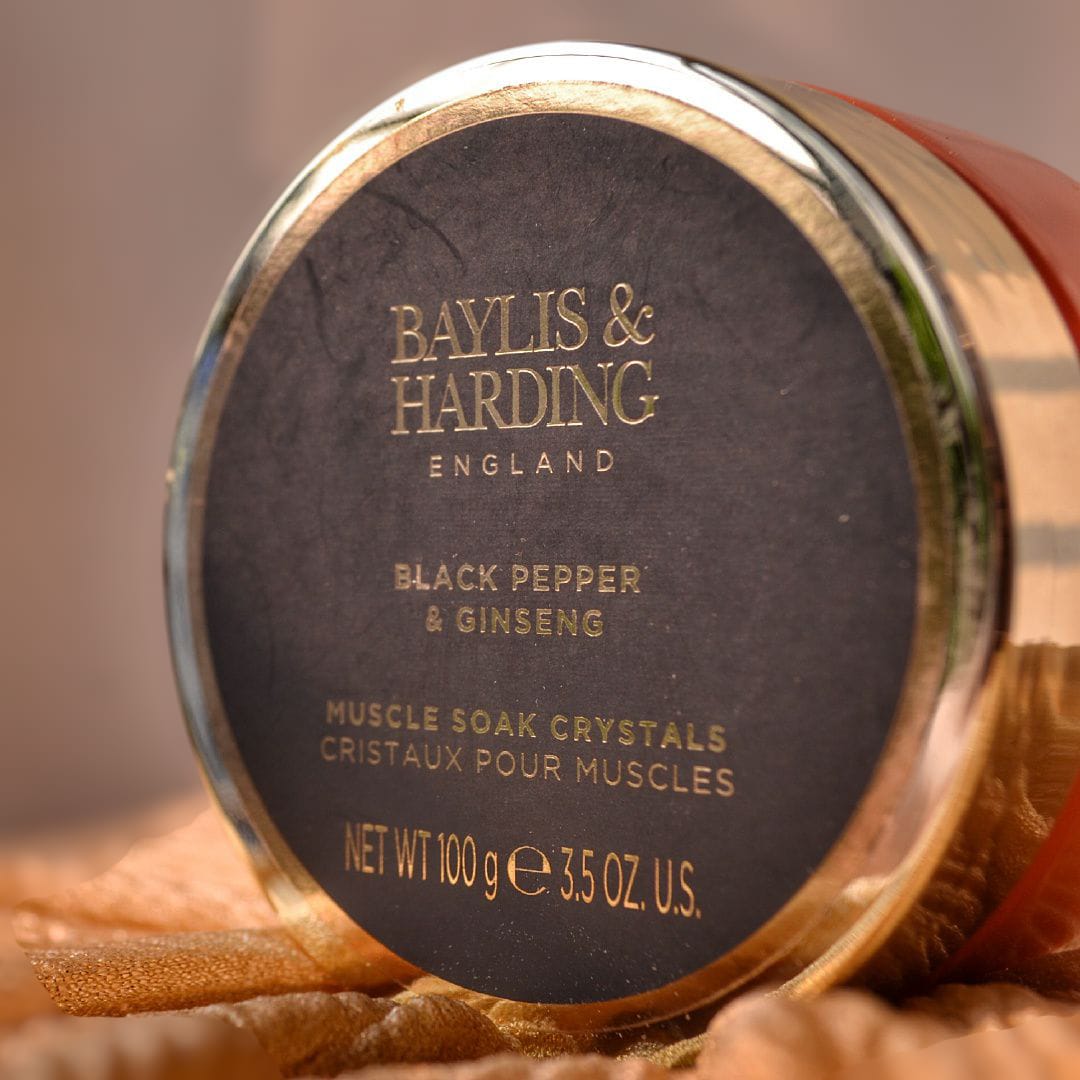 BAYLIS &
HARDING
ENGLAND
BLACK PEPPER
& GINSENG
MUSCLE SOAK CRYSTALS
CRISTAUX POUR MUSCLES
NET WT 100 g ℮ 3.5 OZ. U.S.